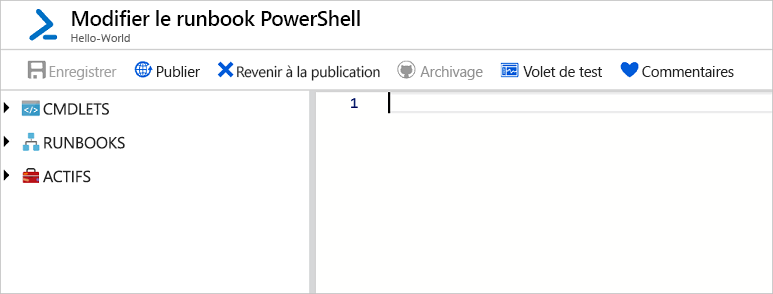 Modifier le runbook PowerShell
Hello-World
Enregistrer Publier Revenir à la publication Archivage Volet de test Commentaires
CMDLETS 1
RUNBOOKS
ACTIFS